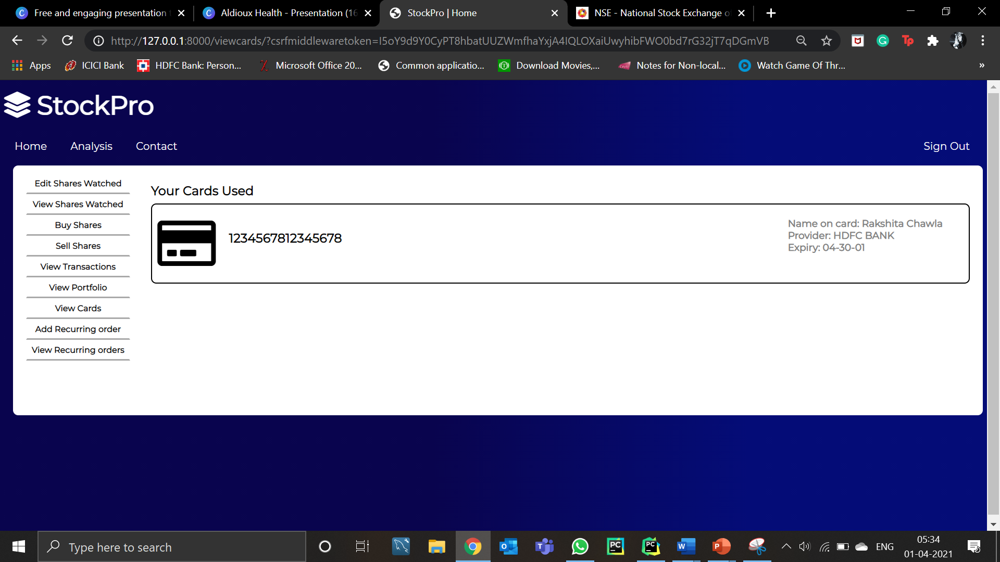 Free and engaging presentation t
Aldioux Health - Presentation (16
StockPro | Home
NSE - National Stock Exchange of
http://127.0.0.1:8000/viewcards/?csrfmiddlewaretoken=I5oY9d9Y0CyPT8hbatUUZWmfhaYxjA4IQLOXaiUwyhibFWO0bd7rG32jT7qDGmVB
Apps
ICICI Bank
HDFC Bank: Person...
Microsoft Office 20...
Common applicatio...
Download Movies,...
Notes for Non-local...
Watch Game Of Thr...
»
StockPro
Home Analysis Contact Sign Out
Edit Shares Watched
View Shares Watched
Buy Shares
Sell Shares
View Transactions
View Portfolio
View Cards
Add Recurring order
View Recurring orders
Your Cards Used
1234567812345678
Name on card: Rakshita Chawla
Provider: HDFC BANK
Expiry: 04-30-01
Type here to search
ENG
05:34
01-04-2021